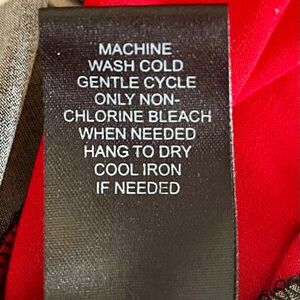 MACHINE
WASH COLD
GENTLE CYCLE
ONLY NON-
CHLORINE BLEACH
WHEN NEEDED
HANG TO DRY
COOL IRON
IF NEEDED